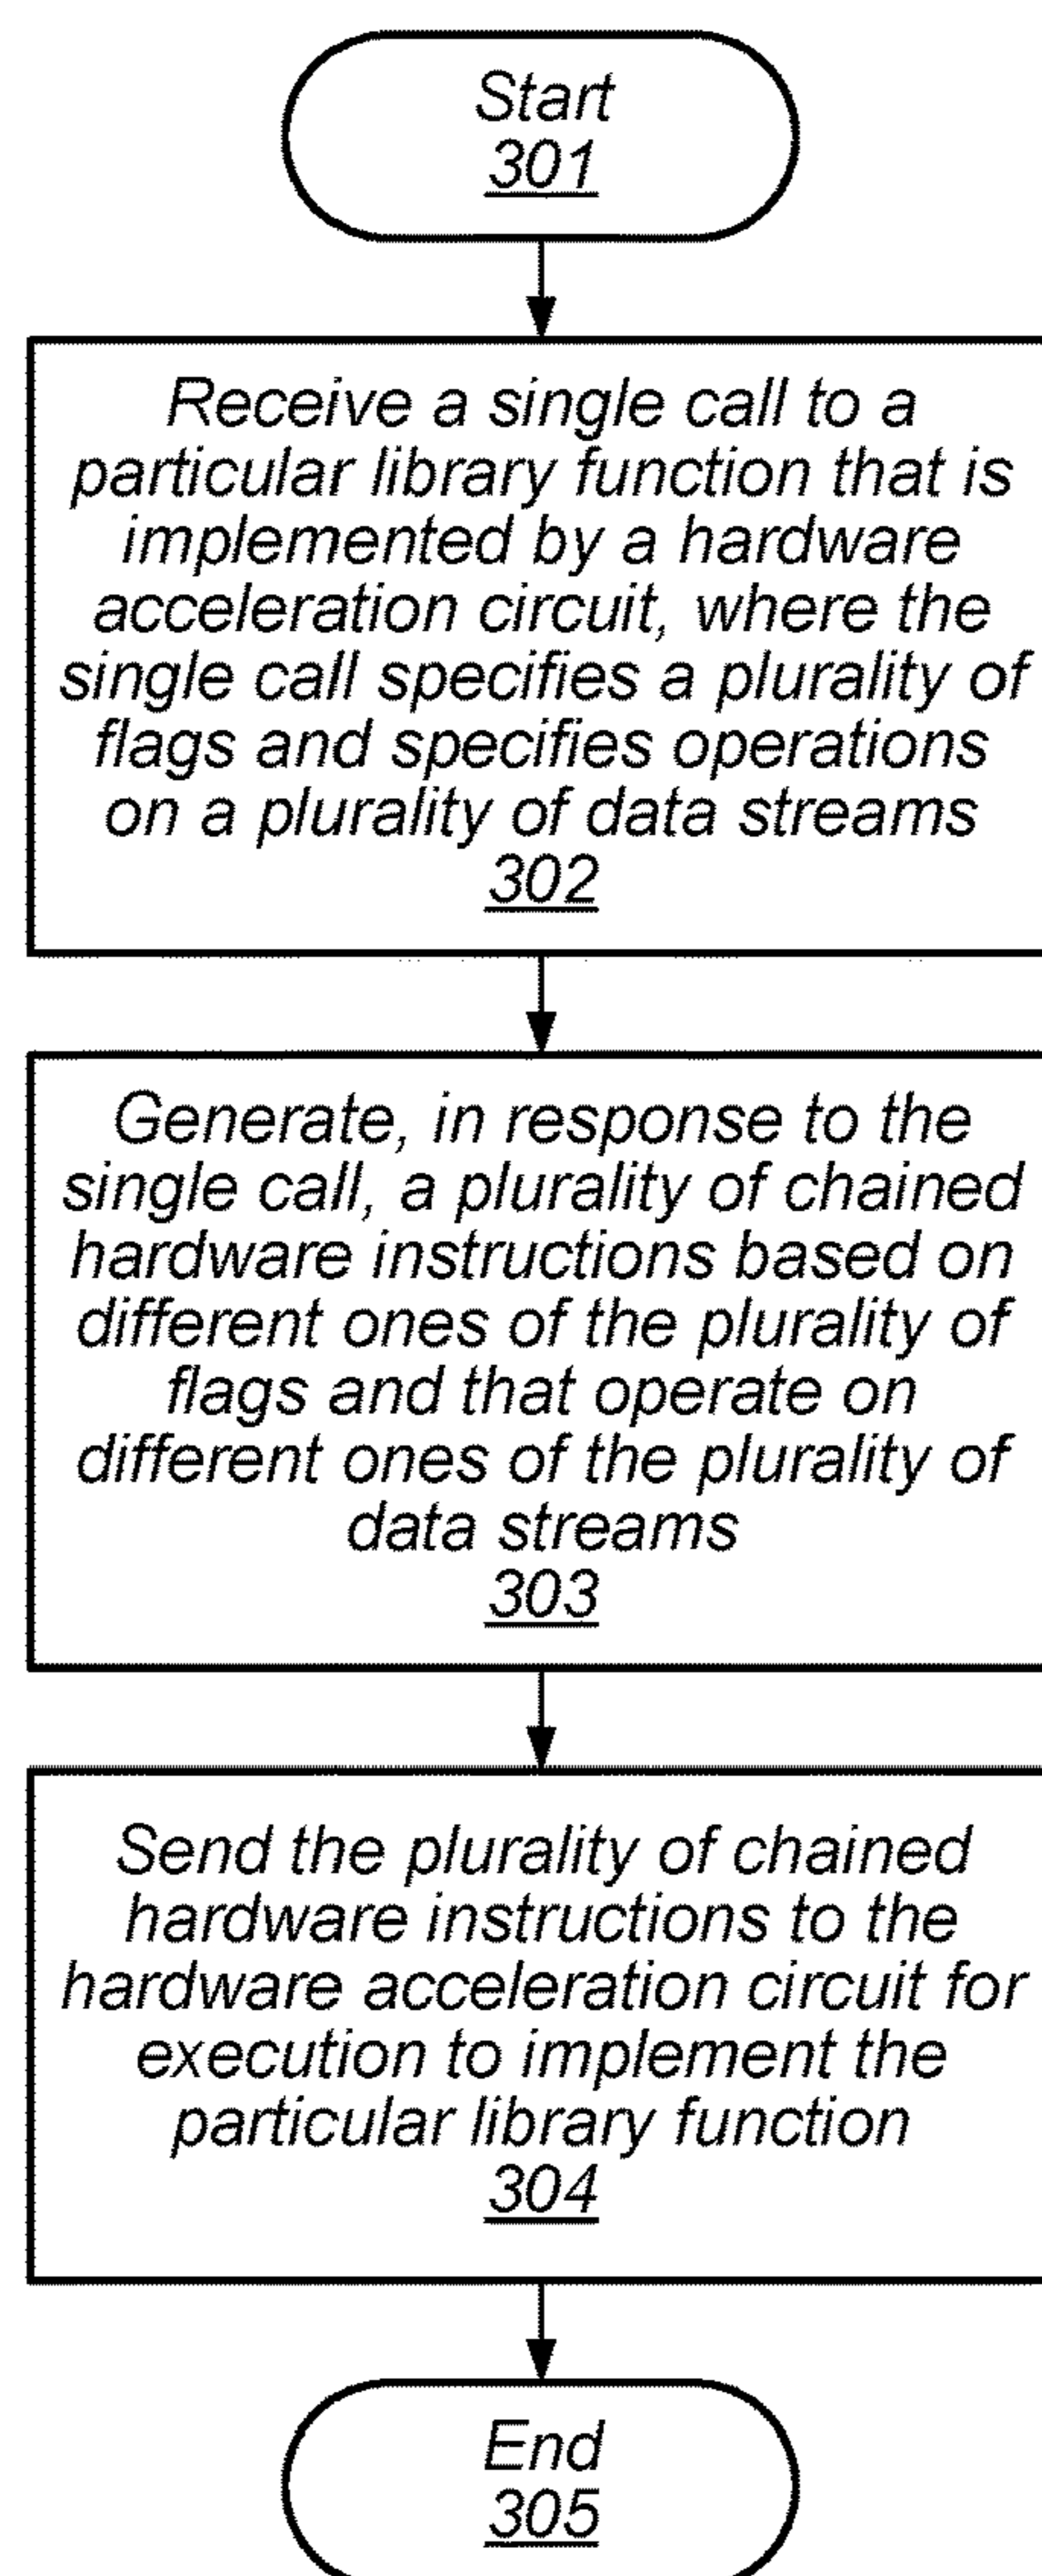 Start
301
Receive a single call to a
particular library function that is
implemented by a hardware
acceleration circuit, where the
single call specifies a plurality of
flags and specifies operations
on a plurality of data streams
302
Generate, in response to the
single call, a plurality of chained
hardware instructions based on
different ones of the plurality of
flags and that operate on
different ones of the plurality of
data streams
303
Send the plurality of chained
hardware instructions to the
hardware acceleration circuit for
execution to implement the
particular library function
304
End
305